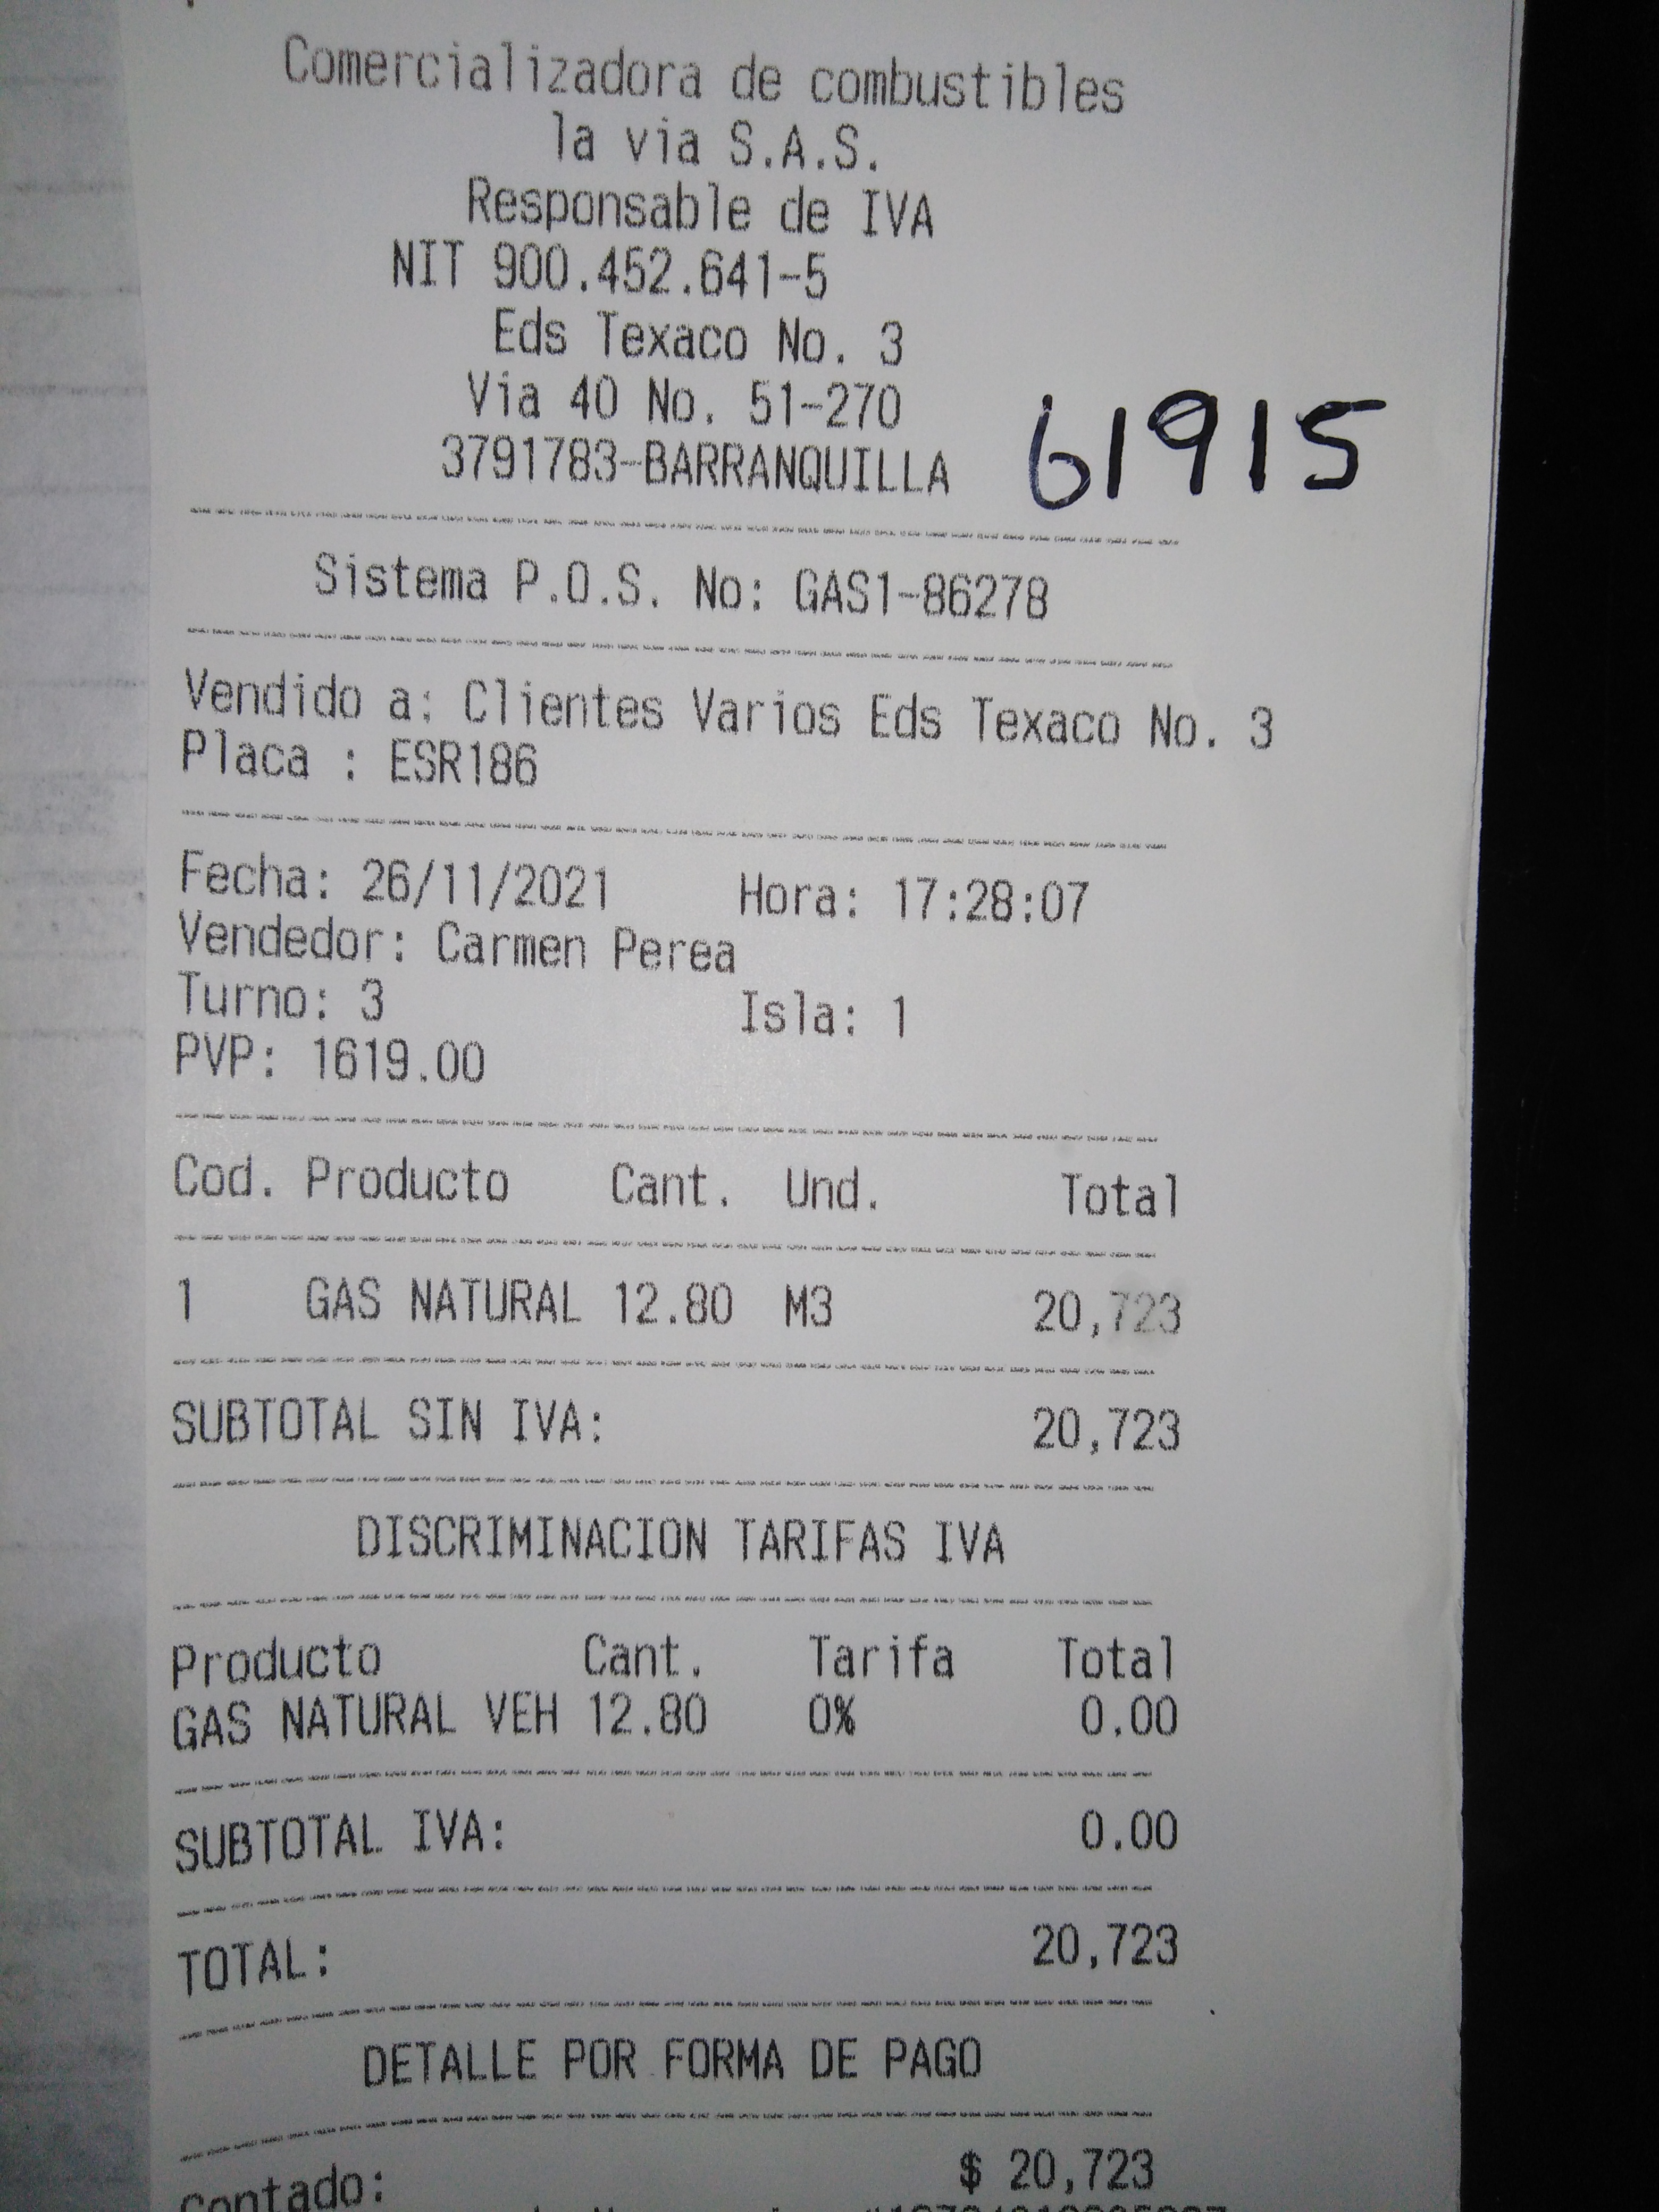 Comercializadora de combustibles
la via S.A.S.
Responsable de IVA
NIT 900.452.641-5
Eds Texaco No. 3
Via 40 No. 51-270
3791783-BARRANQUILLA
61915
Sistema P.O.S. No: GAS1-86278
Vendido a: Clientes Varios Eds Texaco No. 3
Placa : ESR186
Fecha: 26/11/2021 Hora: 17:28:07
Vendedor: Carmen Perea
Turno: 3 Isla: 1
PVP: 1619.00
Cod. Producto Cant. Und. Total
1 GAS NATURAL 12.80 M3 20,723
SUBTOTAL SIN IVA: 20,723
DISCRIMINACION TARIFAS IVA
Producto Cant. Tarifa Total
GAS NATURAL VEH 12.80 0% 0.00
SUBTOTAL IVA: 0.00
TOTAL: 20,723
DETALLE POR FORMA DE PAGO
Contado: $ 20,723